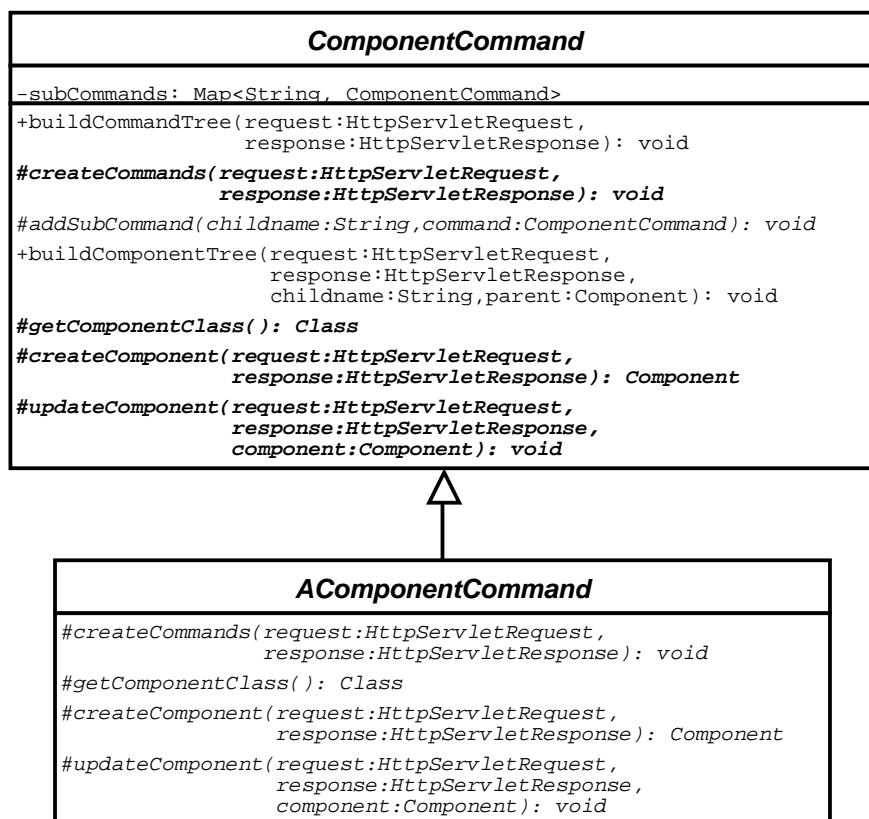 ComponentCommand
-subCommands: Map<String, ComponentCommand>
+buildCommandTree(request:HttpServletRequest,
response:HttpServletResponse): void
#createCommands(request:HttpServletRequest,
response:HttpServletResponse): void
#addSubCommand(childname:String,command:ComponentCommand): void
+buildComponentTree(request:HttpServletRequest,
response:HttpServletResponse,
childname:String,parent:Component): void
#getComponentClass(): Class
#createComponent(request:HttpServletRequest,
response:HttpServletResponse): Component
#updateComponent(request:HttpServletRequest,
response:HttpServletResponse,
component:Component): void
AComponentCommand
#createCommands(request:HttpServletRequest,
response:HttpServletResponse): void
#getComponentClass(): Class
#createComponent(request:HttpServletRequest,
response:HttpServletResponse): Component
#updateComponent(request:HttpServletRequest,
response:HttpServletResponse,
component:Component): void